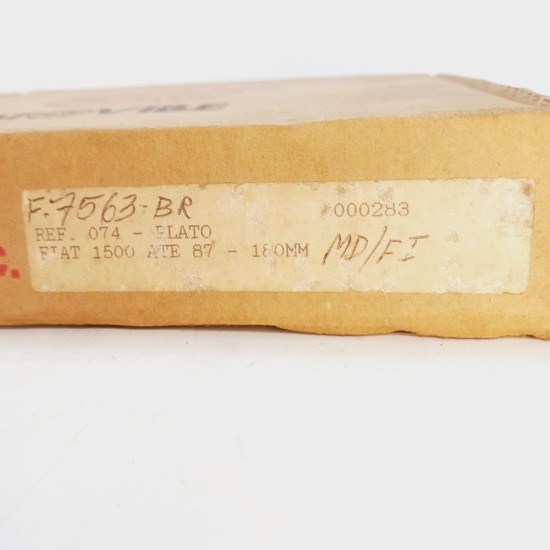 F.7563-BR 000283
REF. 074 - PLATO
FIAT 1500 ATE 87 - 180MM MD/FI